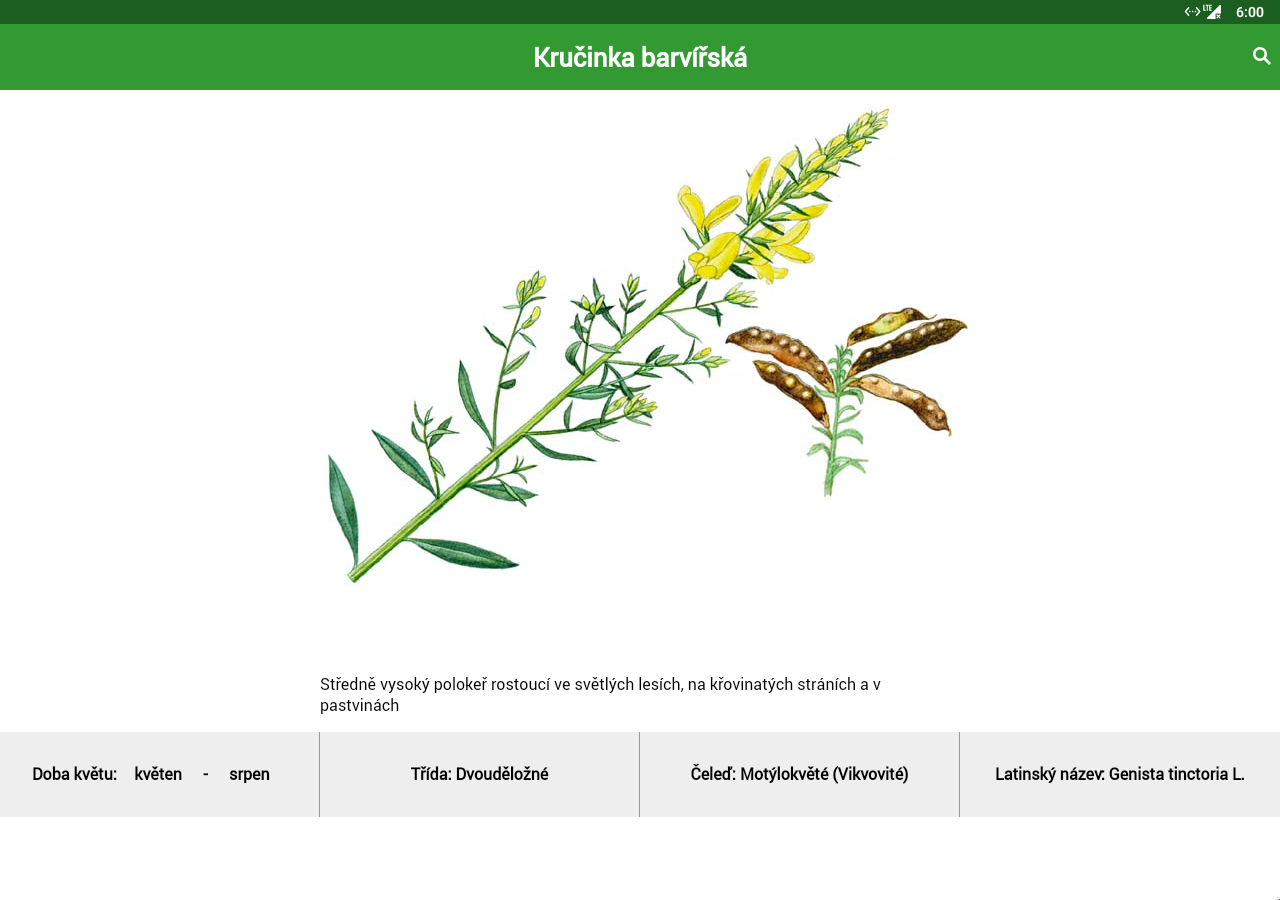 LTE 6:00
Kručinka barvířská
Středně vysoký polokeř rostoucí ve světlých lesích, na křovinatých stráních a v
pastvinách
Doba květu: květen - srpen
Třída: Dvouděložné
Čeleď: Motýlokvěté (Vikvovité)
Latinský název: Genista tinctoria L.